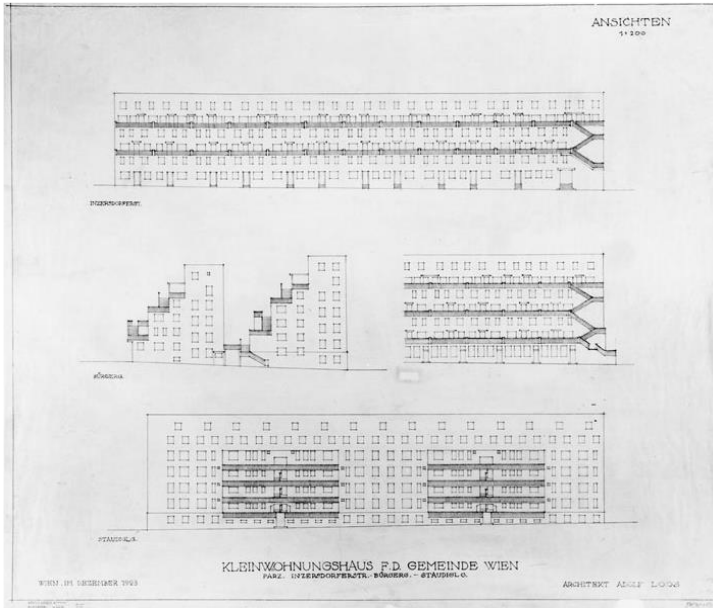 ANSICHTEN
1:200
INZERSDORFERST.
BÜRGERG.
STAUDIGLG.
KLEINWOHNUNGSHAUS F.D. GEMEINDE WIEN
PARZ. INZERSDORFERSTR.-BÜRGERG.-STAUDIGLG.
WIEN, IM DEZEMBER 1923
ARCHITEKT ADOLF LOOS